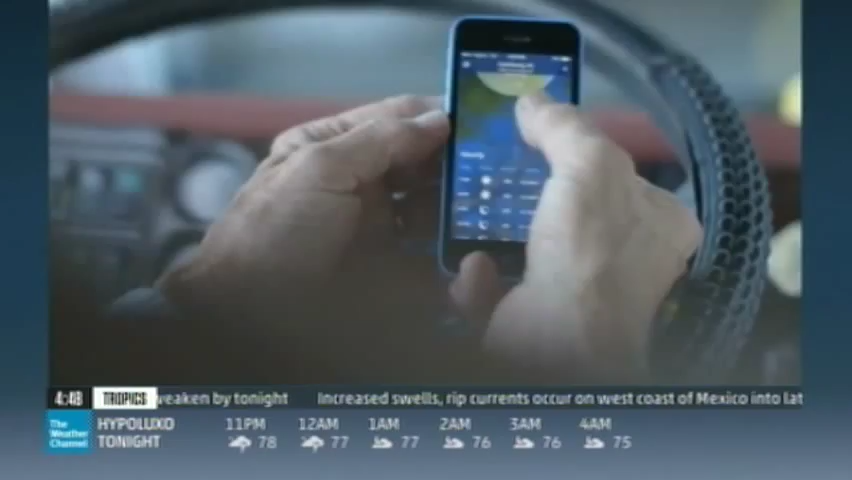 4:48 TROPICS weaken by tonight Increased swells, rip currents occur on west coast of Mexico into lat
The
Weather
Channel
HYPOLUXO
TONIGHT
11PM 12AM 1AM 2AM 3AM 4AM
78 77 77 76 76 75